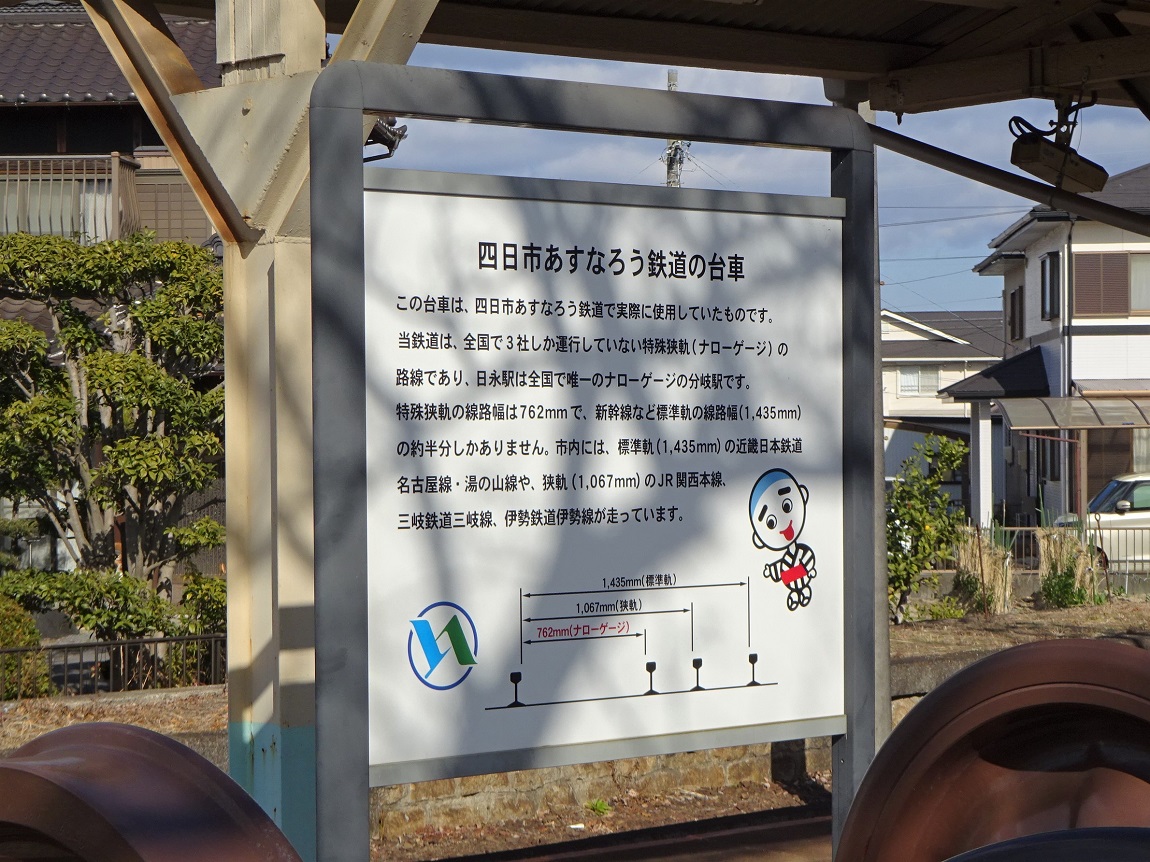 四日市あすなろう鉄道の台車
この台車は、四日市あすなろう鉄道で実際に使用していたものです。
当鉄道は、全国で3社しか運行していない特殊狭軌(ナローゲージ)の
路線であり、日永駅は全国で唯一のナローゲージの分岐駅です。
特殊狭軌の線路幅は762mmで、新幹線など標準軌の線路幅(1,435mm)
の約半分しかありません。市内には、標準軌(1,435mm)の近畿日本鉄道
名古屋線・湯の山線や、狭軌(1,067mm)のJR関西本線、
三岐鉄道三岐線、伊勢鉄道伊勢線が走っています。
1,435mm(標準軌)
1,067mm(狭軌)
762mm(ナローゲージ)